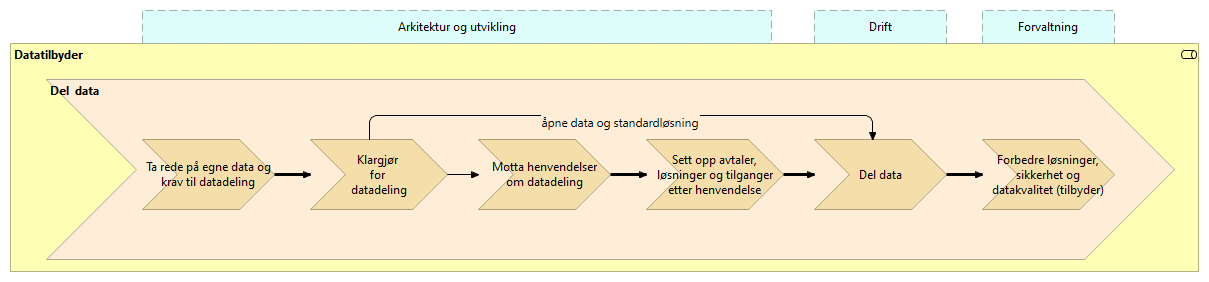 Arkitektur og utvikling
Drift
Forvaltning
Datatilbyder
Del data
åpne data og standardløsning
Ta rede på egne data og
krav til datadeling
Klargjør
for
datadeling
Motta henvendelser
om datadeling
Sett opp avtaler,
løsninger og tilganger
etter henvendelse
Del data
Forbedre løsninger,
sikkerhet og
datakvalitet (tilbyder)